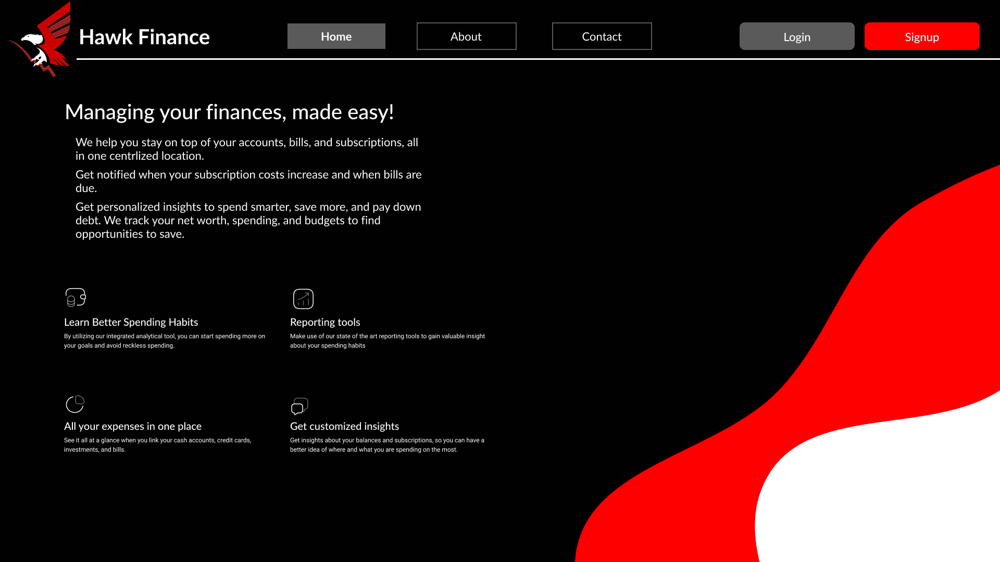 Hawk Finance
Home
About
Contact
Login
Signup
Managing your finances, made easy!
We help you stay on top of your accounts, bills, and subscriptions, all
in one centrlized location.
Get notified when your subscription costs increase and when bills are
due.
Get personalized insights to spend smarter, save more, and pay down
debt. We track your net worth, spending, and budgets to find
opportunities to save.
Learn Better Spending Habits
By utilizing our integrated analytical tool, you can start spending more on
your goals and avoid reckless spending.
Reporting tools
Make use of our state of the art reporting tools to gain valuable insight
about your spending habits
All your expenses in one place
See it all at a glance when you link your cash accounts, credit cards,
investments, and bills.
Get customized insights
Get insights about your balances and subscriptions, so you can have a
better idea of where and what you are spending on the most.